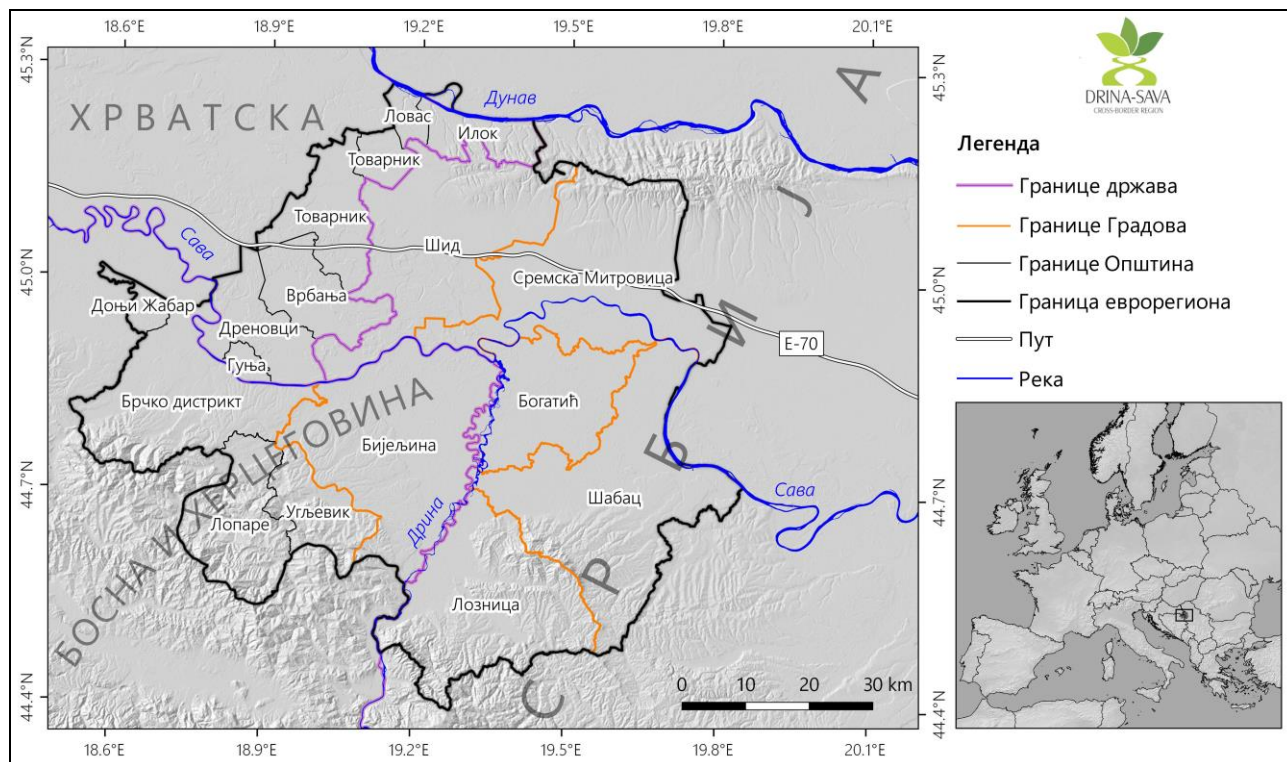 18.6°E
18.9°E
19.2°E
19.5°E
19.8°E
20.1°E
45.3°N
45.0°N
44.7°N
44.4°N
45.3°N
45.0°N
44.7°N
44.4°N
ХРВАТСКА
СРБИЈА
БОСНА И ХЕРЦЕГОВИНА
Дунав
Ловас
Илок
Товарник
Товарник
Сава
Шид
Сремска Митровица
Врбања
Доњи Жабар
Дреновци
Гуња
E-70
Брчко дистрикт
Богатић
Бијељина
Шабац
Сава
Дрина
Угљевик
Лопаре
Лозница
0 10 20 30 km
18.6°E
18.9°E
19.2°E
19.5°E
19.8°E
20.1°E
DRINA-SAVA
CROSS-BORDER REGION
Легенда
Границе држава
Границе Градова
Границе Општина
Граница еврорегиона
Пут
Река